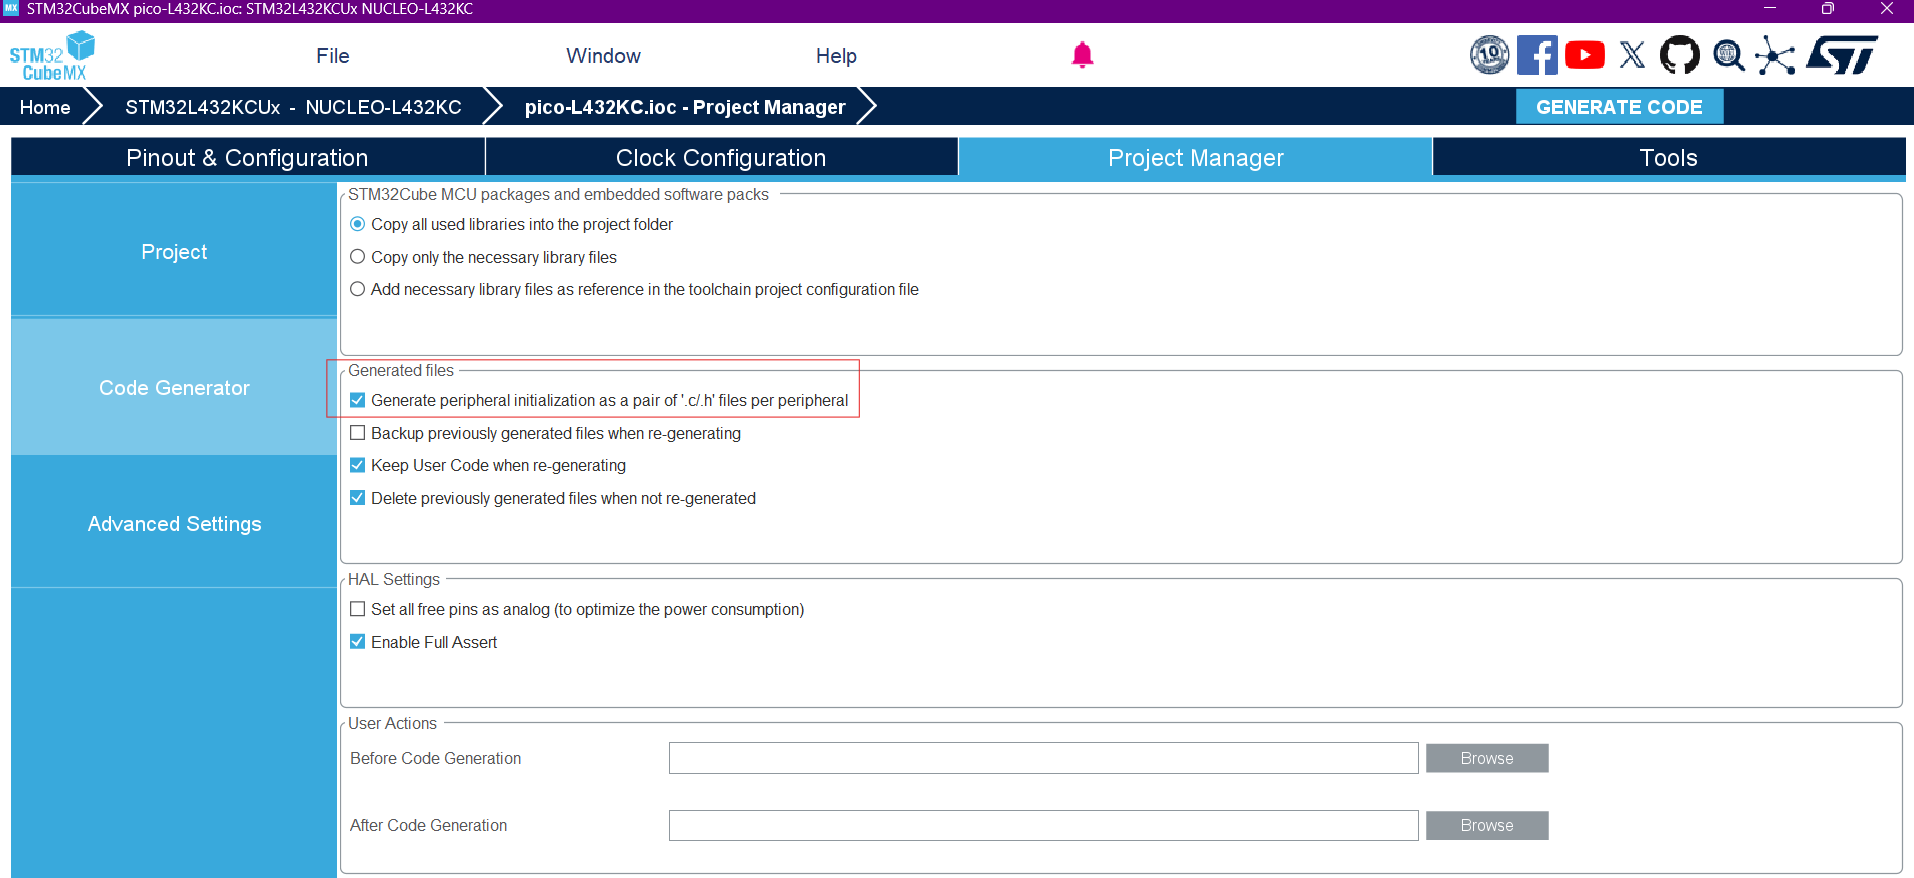 MX STM32CubeMX pico-L432KC.ioc: STM32L432KCUx NUCLEO-L432KC
STM32
CubeMX
File Window Help
10
Home STM32L432KCUx - NUCLEO-L432KC pico-L432KC.ioc - Project Manager GENERATE CODE
Pinout & Configuration Clock Configuration Project Manager Tools
Project
Code Generator
Advanced Settings
STM32Cube MCU packages and embedded software packs
Copy all used libraries into the project folder
Copy only the necessary library files
Add necessary library files as reference in the toolchain project configuration file
Generated files
Generate peripheral initialization as a pair of '.c/.h' files per peripheral
Backup previously generated files when re-generating
Keep User Code when re-generating
Delete previously generated files when not re-generated
HAL Settings
Set all free pins as analog (to optimize the power consumption)
Enable Full Assert
User Actions
Before Code Generation Browse
After Code Generation Browse